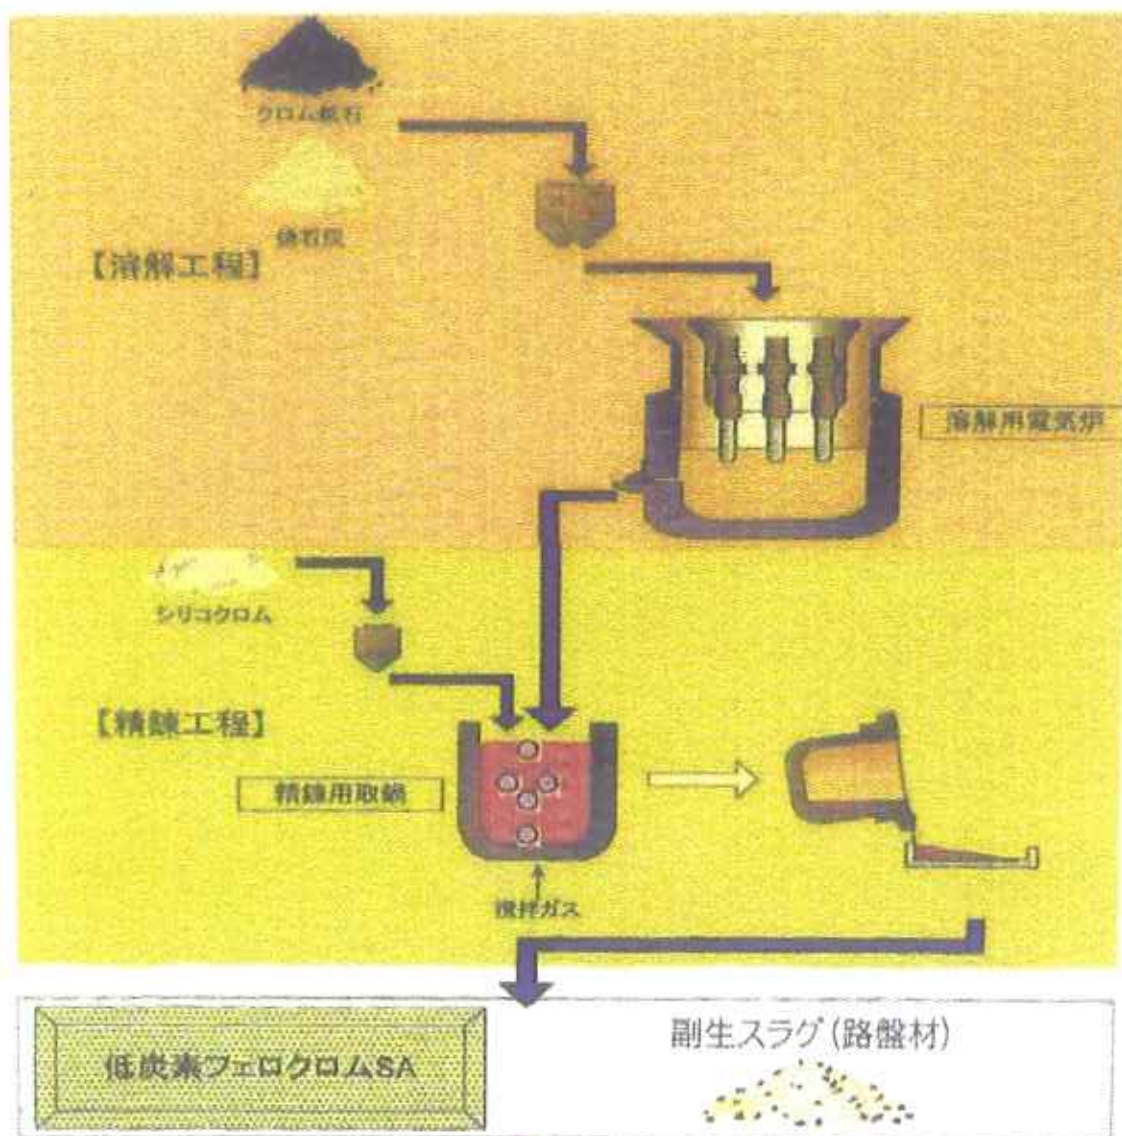 クロム鉱石
焼石灰
【溶解工程】
溶解用電気炉
シリコクロム
【精錬工程】
精錬用取鍋
撹拌ガス
低炭素フェロクロムSA
副生スラグ(路盤材)